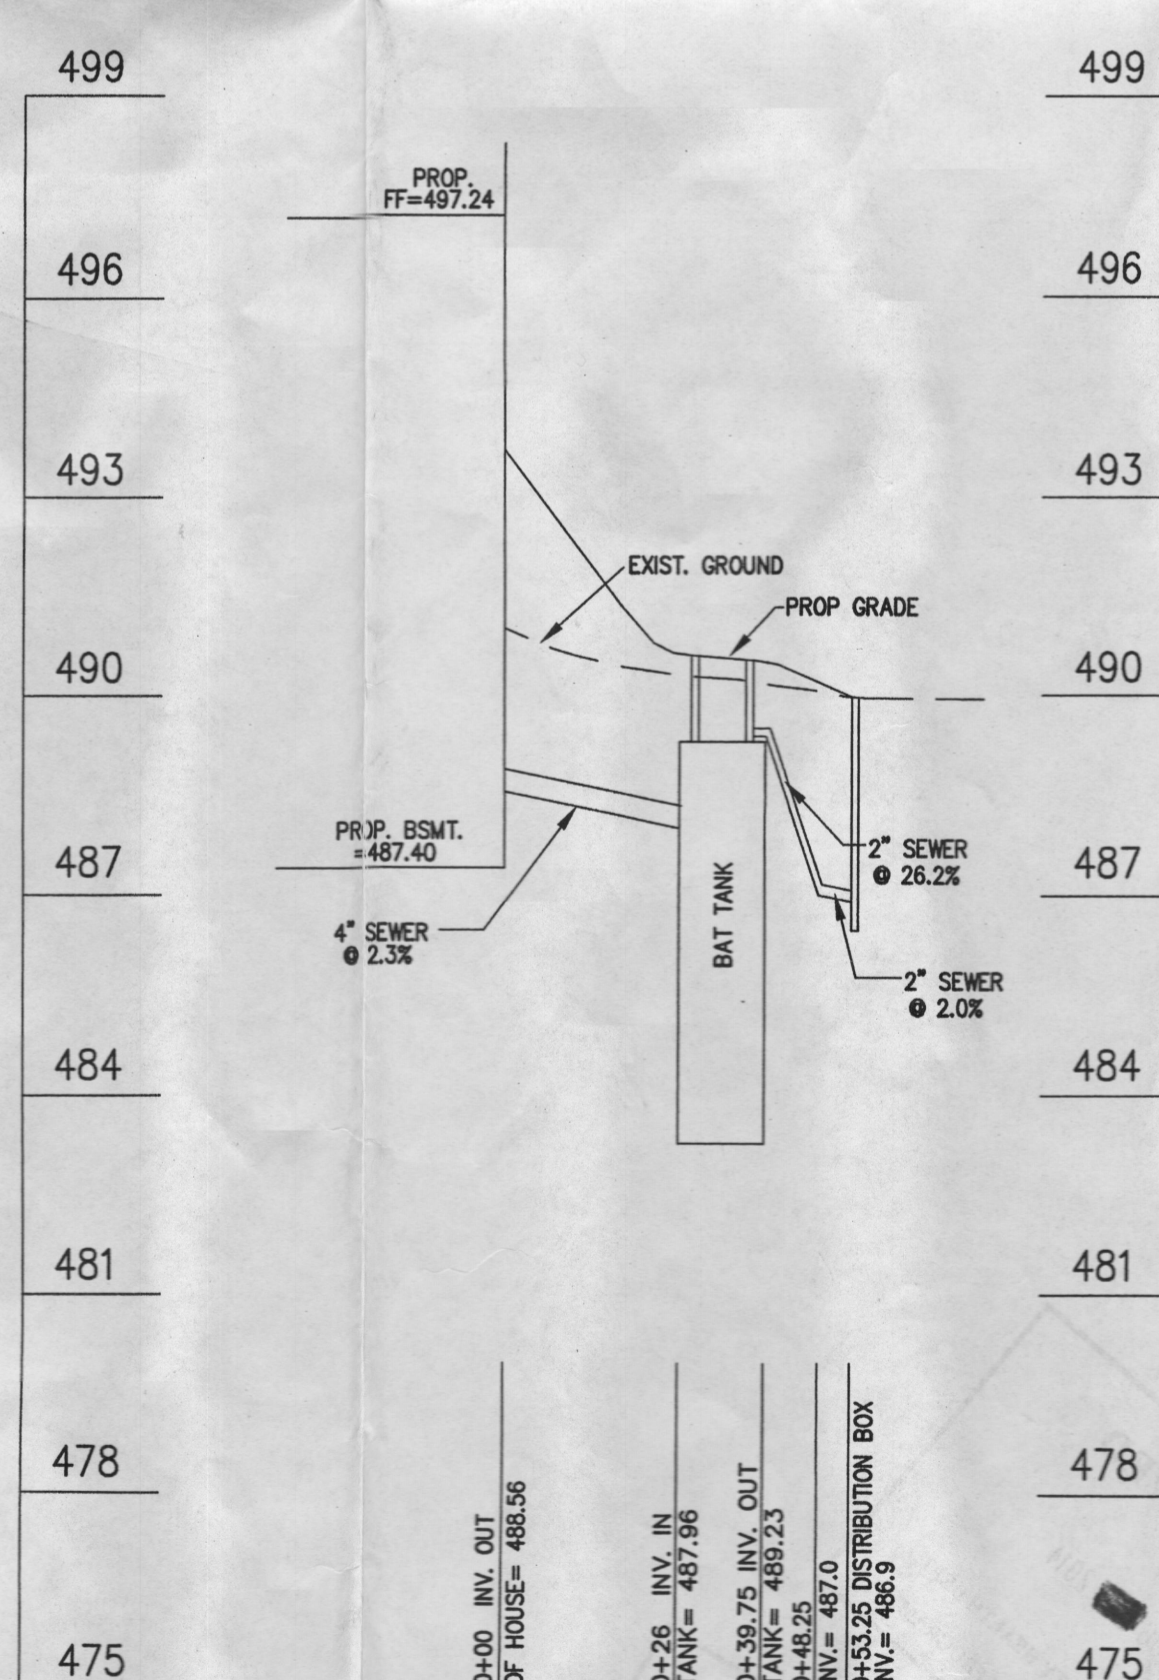 499
499
PROP.
FF=497.24
496
496
493
493
EXIST. GROUND
PROP GRADE
490
490
PROP. BSMT.
=487.40
487
487
2" SEWER
@ 26.2%
4" SEWER
@ 2.3%
BAT TANK
2" SEWER
@ 2.0%
484
484
481
481
478
478
0+00 INV. OUT
OF HOUSE= 488.56
0+26 INV. IN
TANK= 487.96
0+39.75 INV. OUT
TANK= 489.23
0+48.25
INV.= 487.0
0+53.25 DISTRIBUTION BOX
INV.= 486.9
475
475